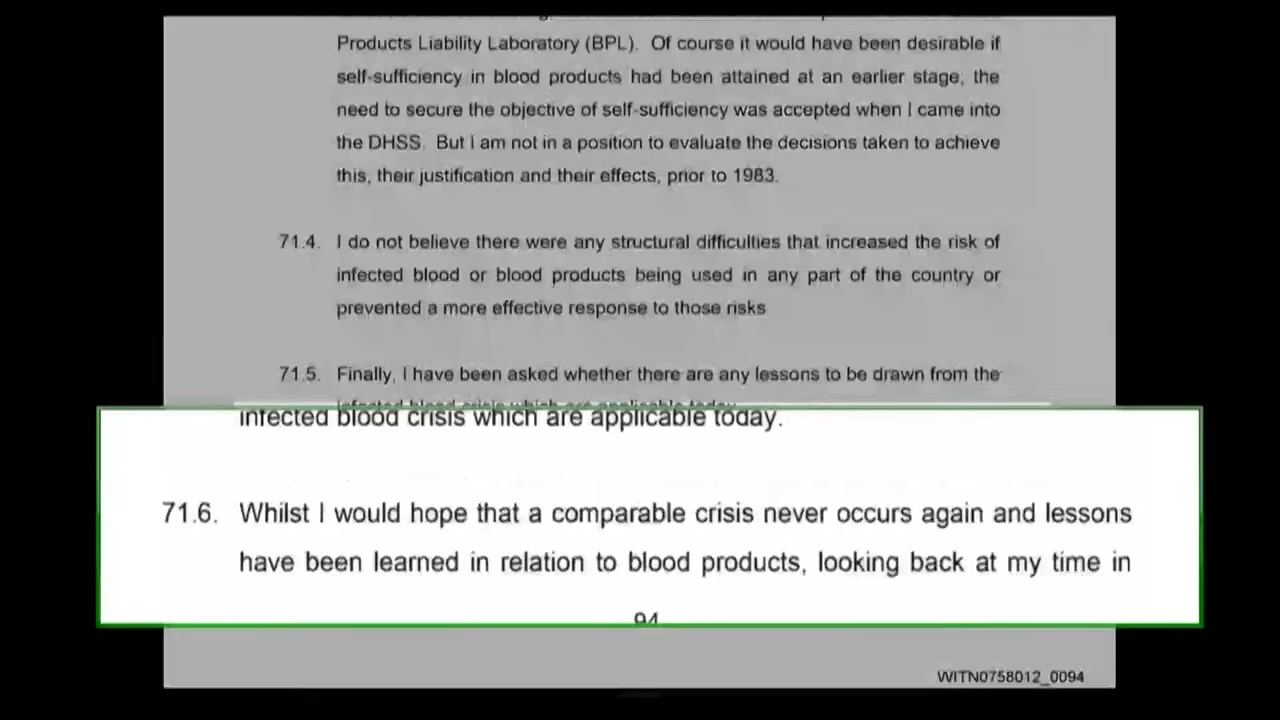 Products Liability Laboratory (BPL). Of course it would have been desirable if
self-sufficiency in blood products had been attained at an earlier stage; the
need to secure the objective of self-sufficiency was accepted when I came into
the DHSS. But I am not in a position to evaluate the decisions taken to achieve
this, their justification and their effects, prior to 1983.
71.4. I do not believe there were any structural difficulties that increased the risk of
infected blood or blood products being used in any part of the country or
prevented a more effective response to those risks
71.5. Finally, I have been asked whether there are any lessons to be drawn from the
infected blood crisis which are applicable today.
infected blood crisis which are applicable today.
71.6. Whilst I would hope that a comparable crisis never occurs again and lessons
have been learned in relation to blood products, looking back at my time in
94
WITN0758012_0094